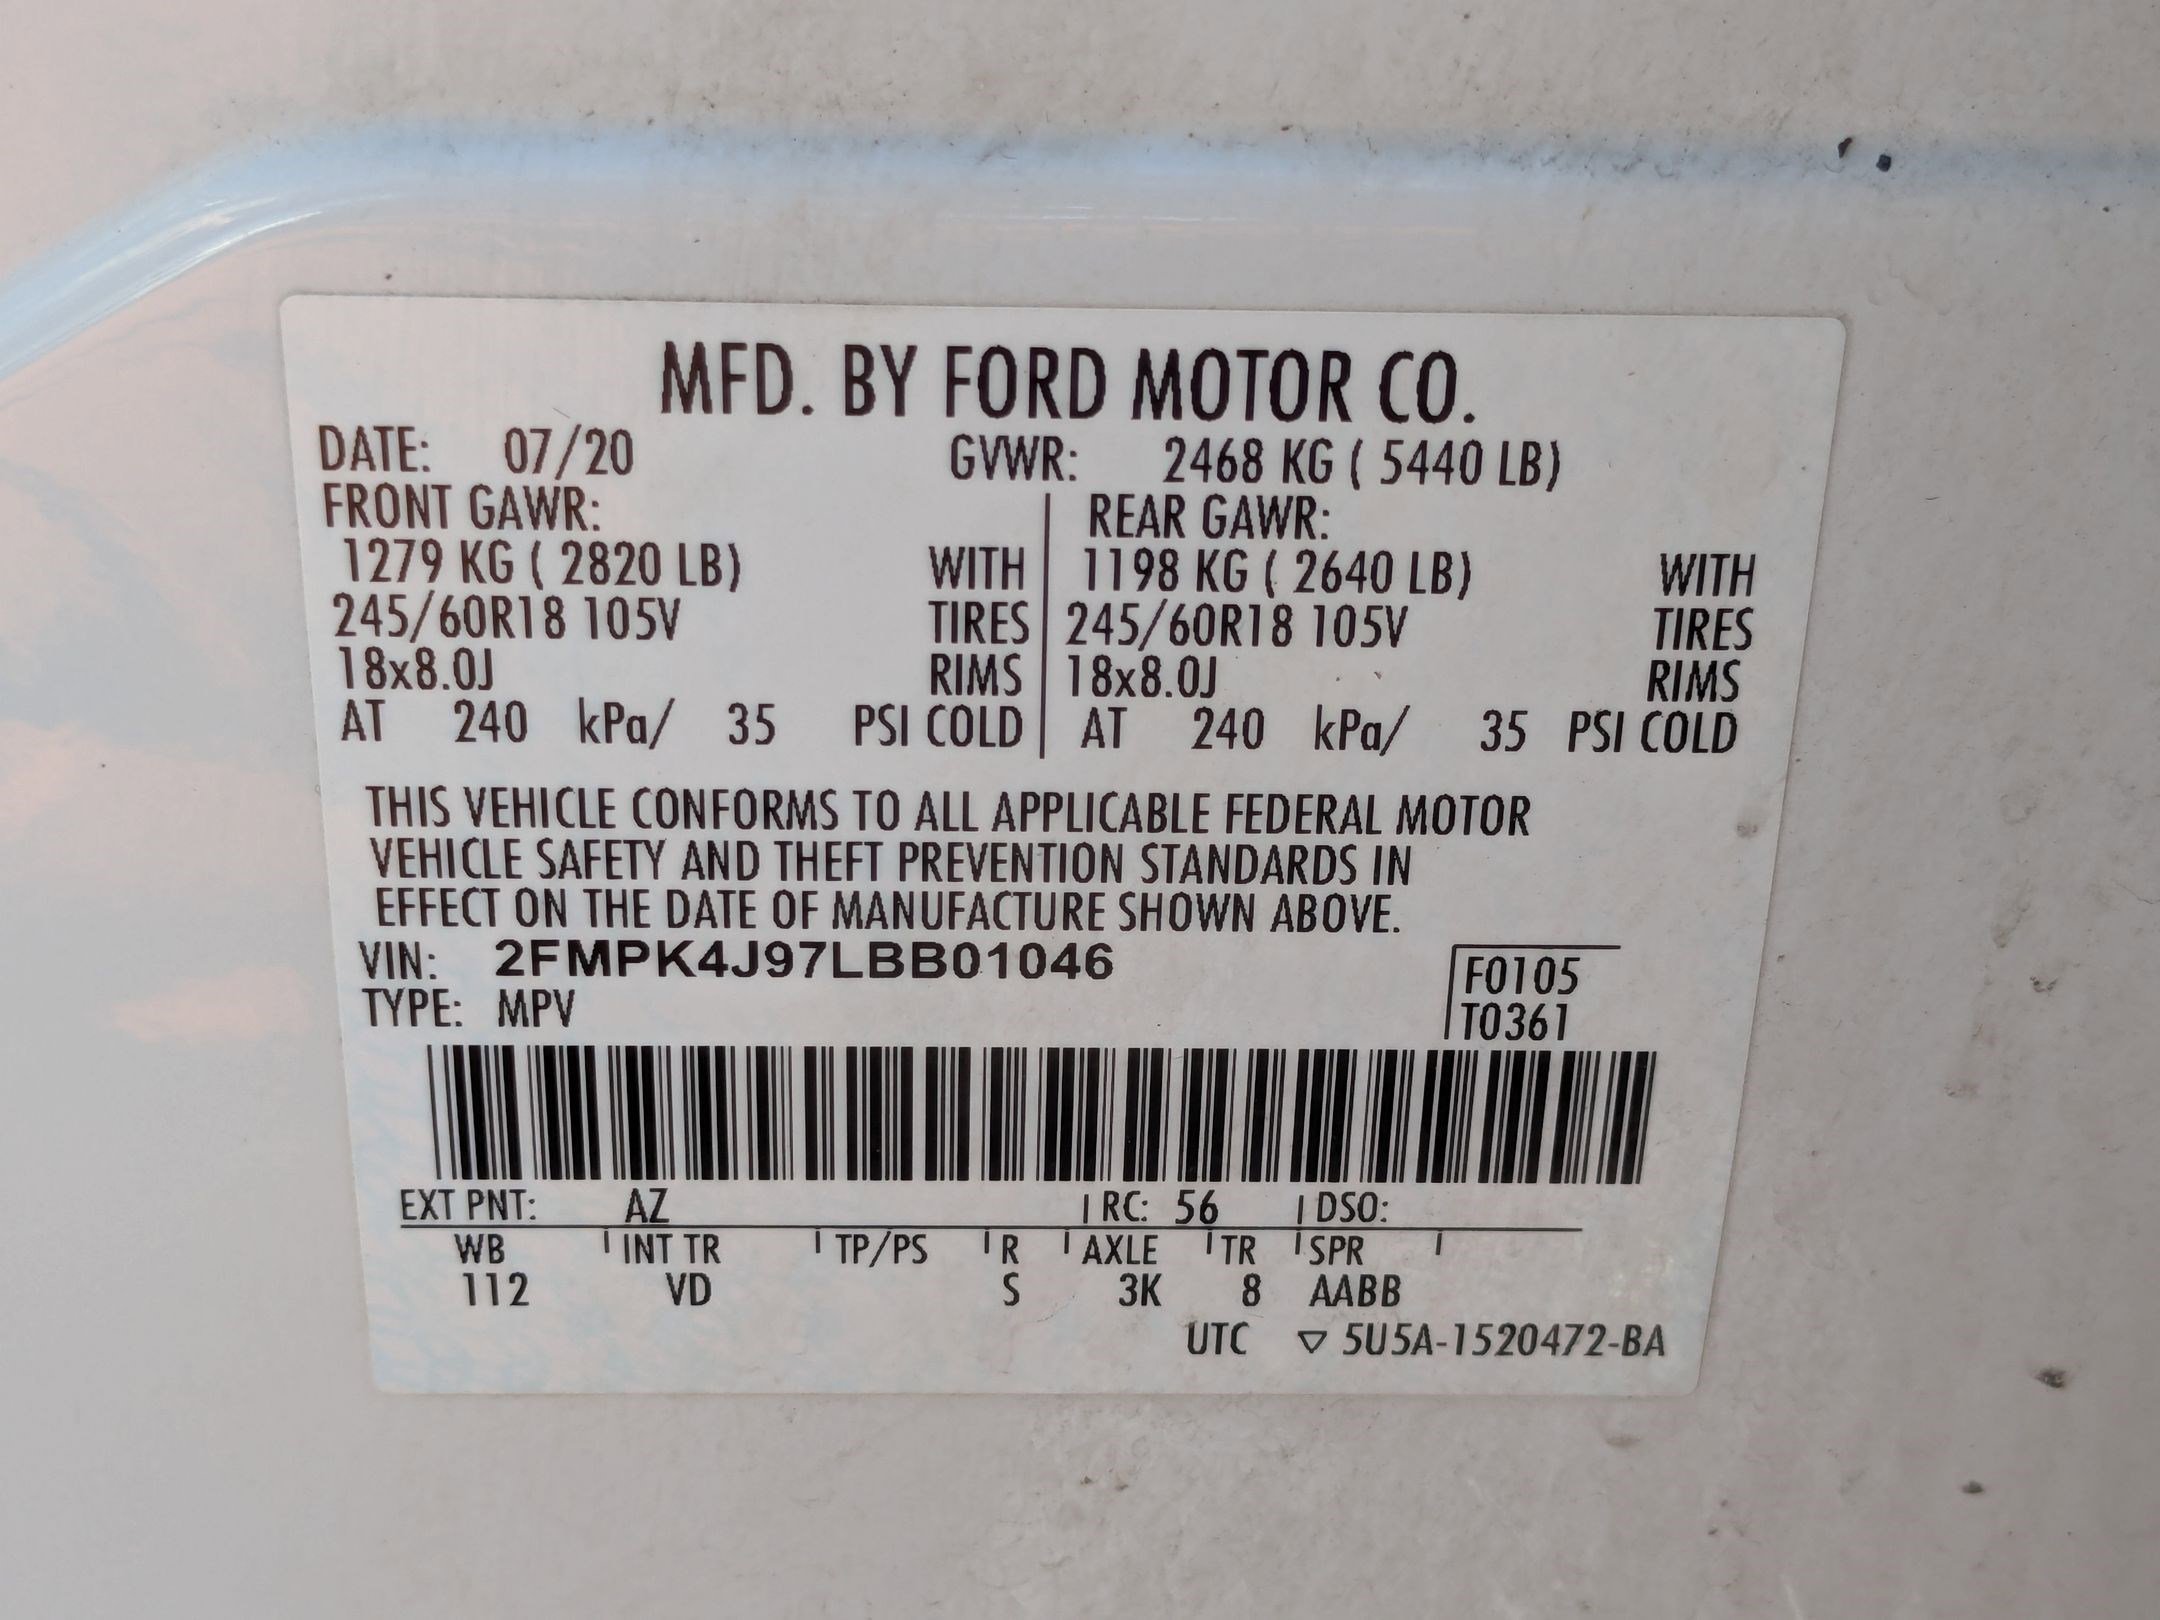 MFD. BY FORD MOTOR CO.
DATE: 07/20 GVWR: 2468 KG ( 5440 LB)
FRONT GAWR: REAR GAWR:
1279 KG ( 2820 LB) WITH 1198 KG ( 2640 LB) WITH
245/60R18 105V TIRES 245/60R18 105V TIRES
18x8.0J RIMS 18x8.0J RIMS
AT 240 kPa/ 35 PSI COLD AT 240 kPa/ 35 PSI COLD
THIS VEHICLE CONFORMS TO ALL APPLICABLE FEDERAL MOTOR
VEHICLE SAFETY AND THEFT PREVENTION STANDARDS IN
EFFECT ON THE DATE OF MANUFACTURE SHOWN ABOVE.
VIN: 2FMPK4J97LBB01046 F0105
TYPE: MPV T0361
EXT PNT: AZ RC: 56 DSO:
WB INT TR TP/PS R AXLE TR SPR
112 VD S 3K 8 AABB
UTC ▽ 5U5A-1520472-BA